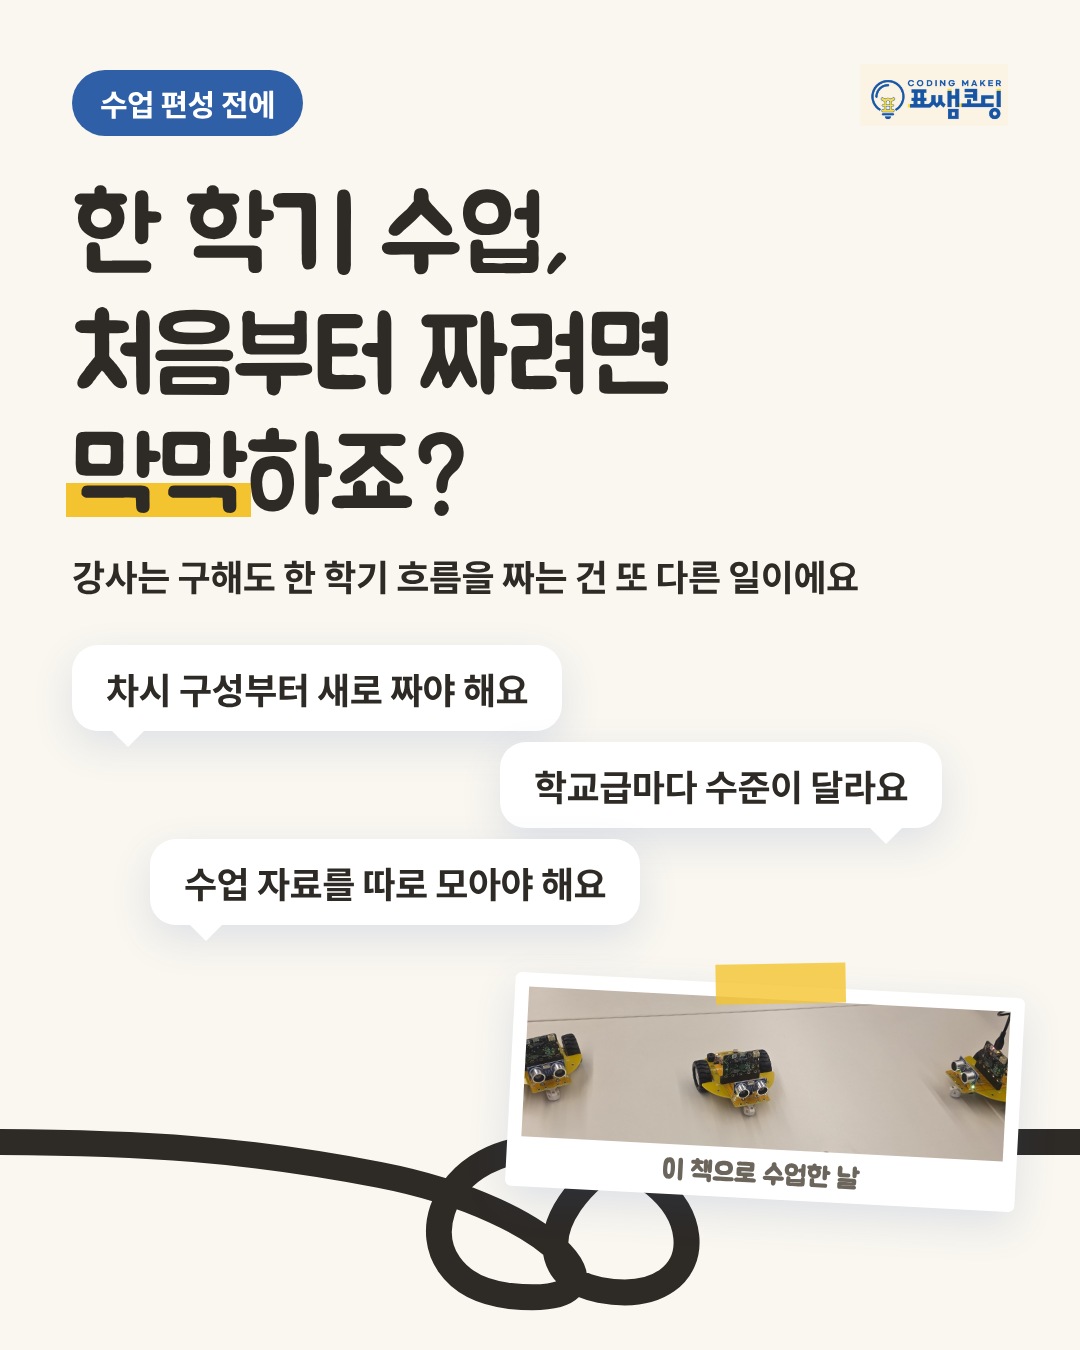 수업 편성 전에
CODING MAKER
표쌤코딩
한 학기 수업,
처음부터 짜려면
막막하죠?
강사는 구해도 한 학기 흐름을 짜는 건 또 다른 일이에요
차시 구성부터 새로 짜야 해요
학교급마다 수준이 달라요
수업 자료를 따로 모아야 해요
이 책으로 수업한 날